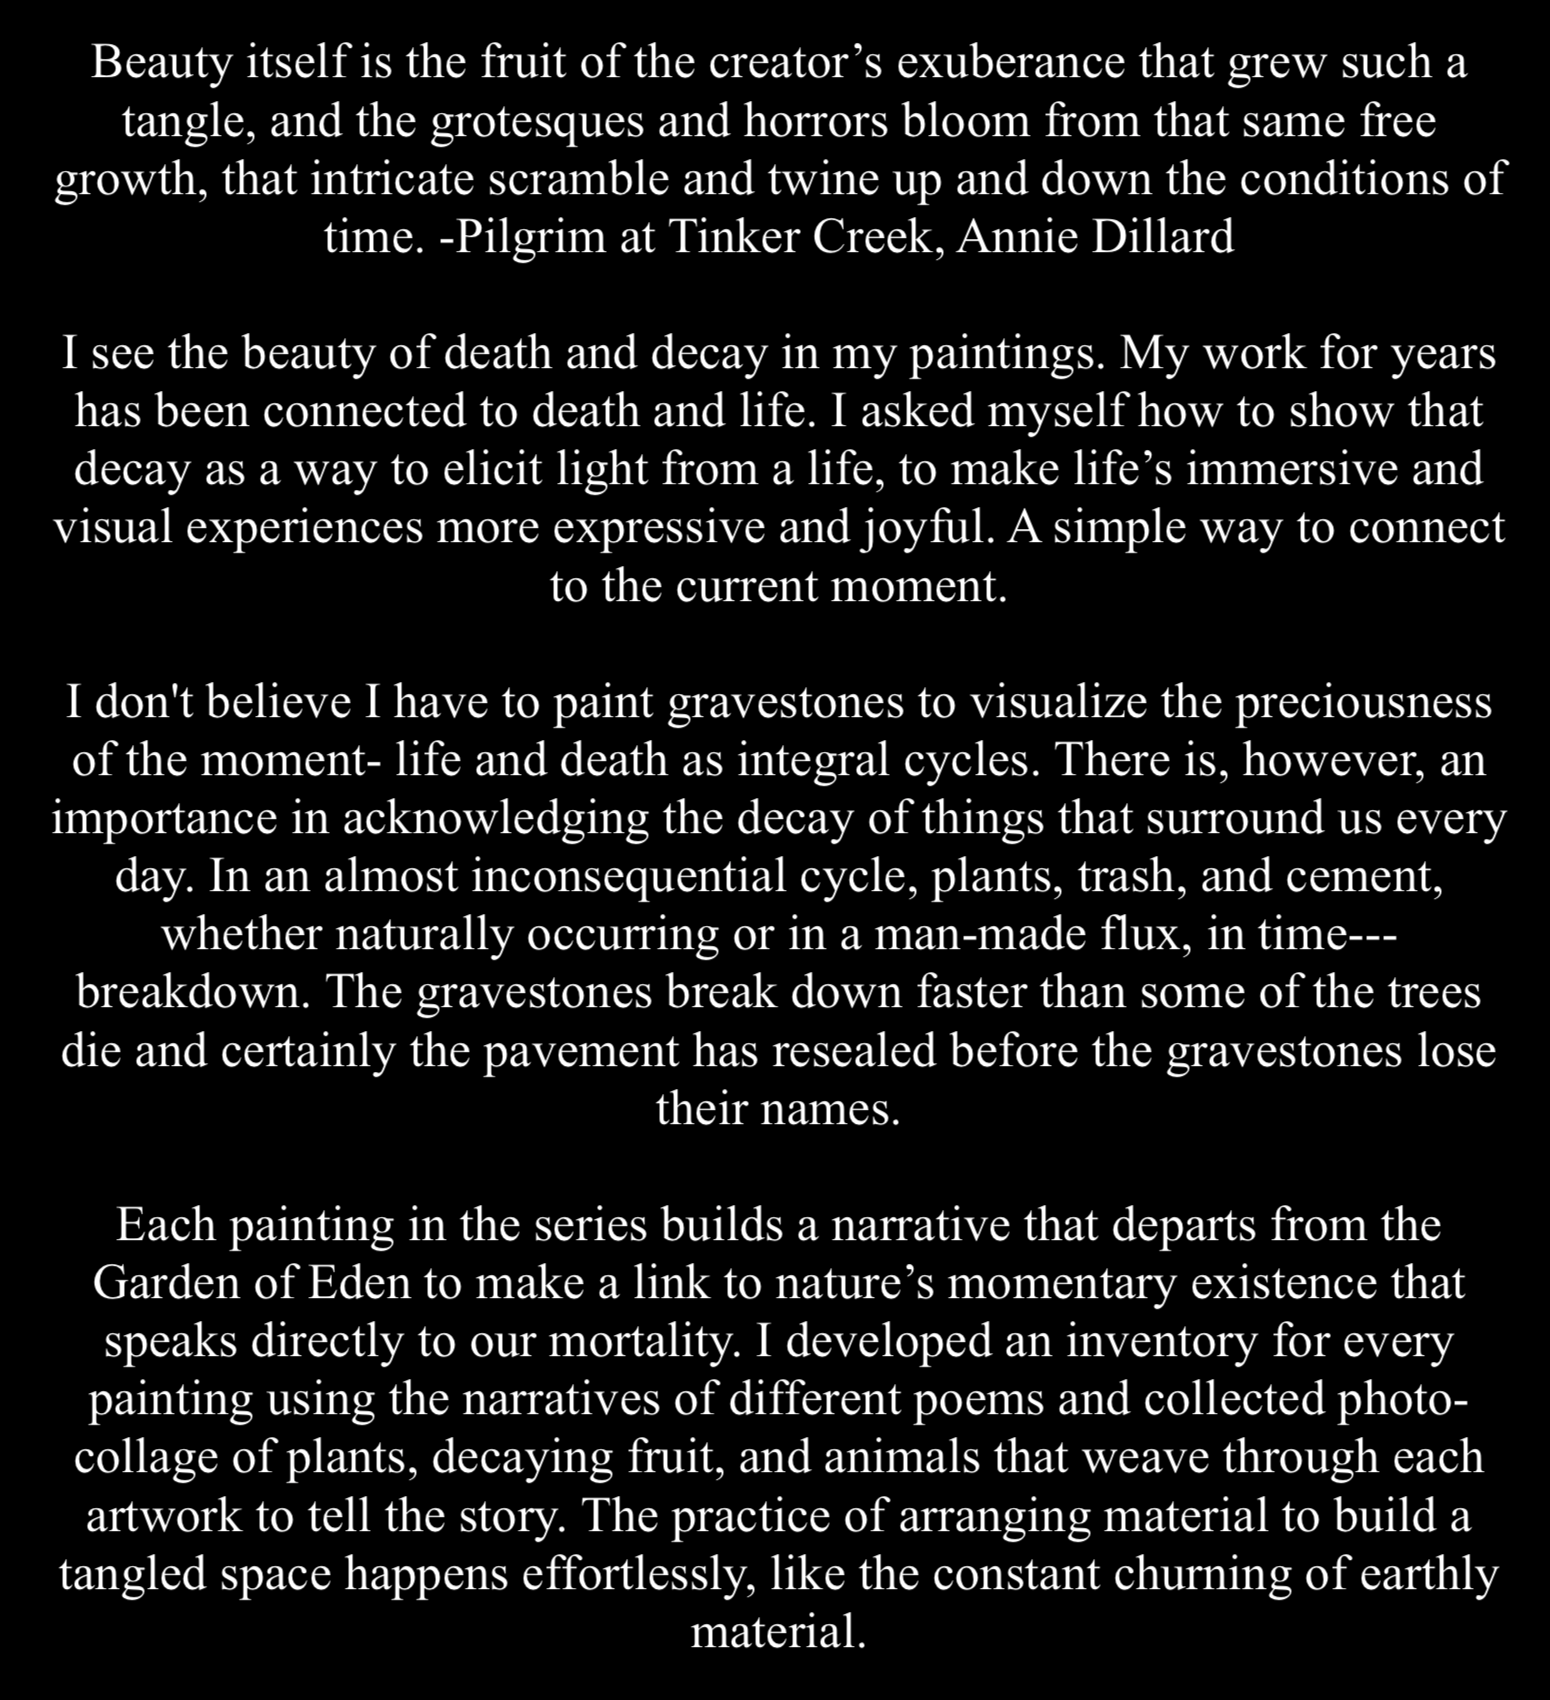 Beauty itself is the fruit of the creator’s exuberance that grew such a
tangle, and the grotesques and horrors bloom from that same free
growth, that intricate scramble and twine up and down the conditions of
time. -Pilgrim at Tinker Creek, Annie Dillard
I see the beauty of death and decay in my paintings. My work for years
has been connected to death and life. I asked myself how to show that
decay as a way to elicit light from a life, to make life’s immersive and
visual experiences more expressive and joyful. A simple way to connect
to the current moment.
I don't believe I have to paint gravestones to visualize the preciousness
of the moment- life and death as integral cycles. There is, however, an
importance in acknowledging the decay of things that surround us every
day. In an almost inconsequential cycle, plants, trash, and cement,
whether naturally occurring or in a man-made flux, in time---
breakdown. The gravestones break down faster than some of the trees
die and certainly the pavement has resealed before the gravestones lose
their names.
Each painting in the series builds a narrative that departs from the
Garden of Eden to make a link to nature’s momentary existence that
speaks directly to our mortality. I developed an inventory for every
painting using the narratives of different poems and collected photo-
collage of plants, decaying fruit, and animals that weave through each
artwork to tell the story. The practice of arranging material to build a
tangled space happens effortlessly, like the constant churning of earthly
material.